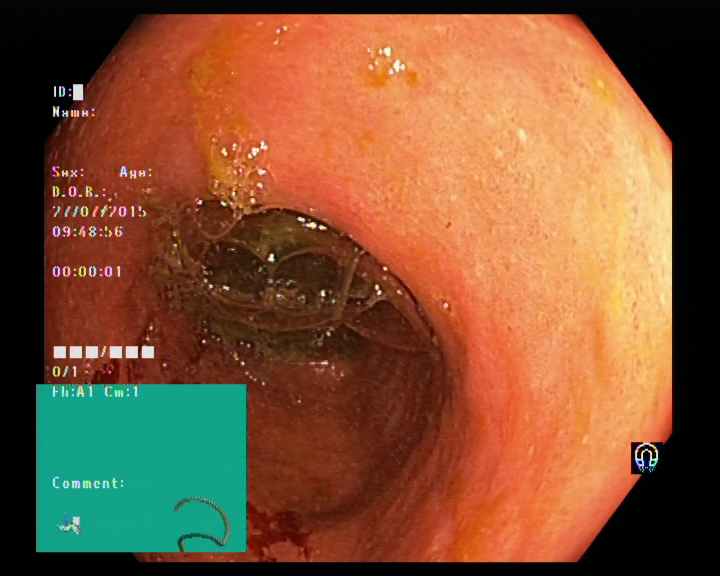 ID:
Name:
Sex: Age:
D.O.B.:
27/07/2015
09:48:56
00:00:01
/
0/1
Eh:A1 Cm:1
Comment: